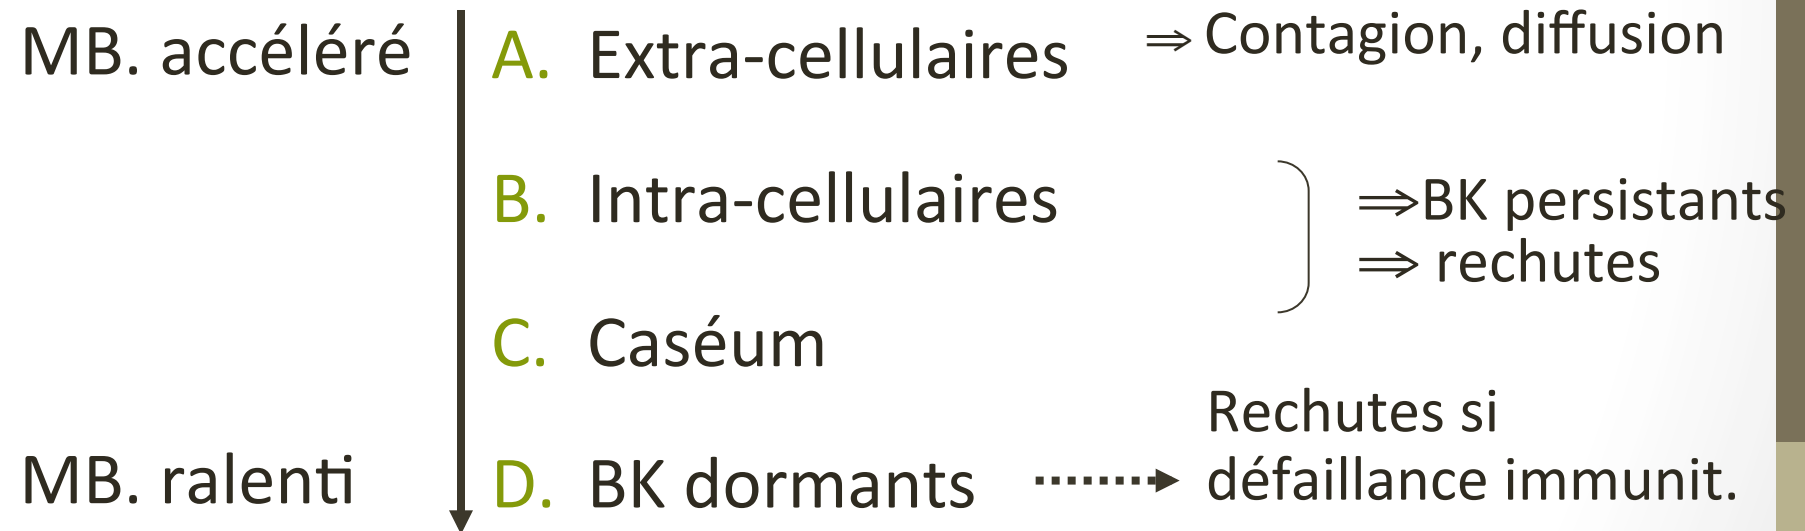 MB. accéléré A. Extra-cellulaires ⇒ Contagion, diffusion
B. Intra-cellulaires ⇒BK persistants
⇒ rechutes
C. Caséum
Rechutes si
MB. ralenti D. BK dormants défaillance immunit.